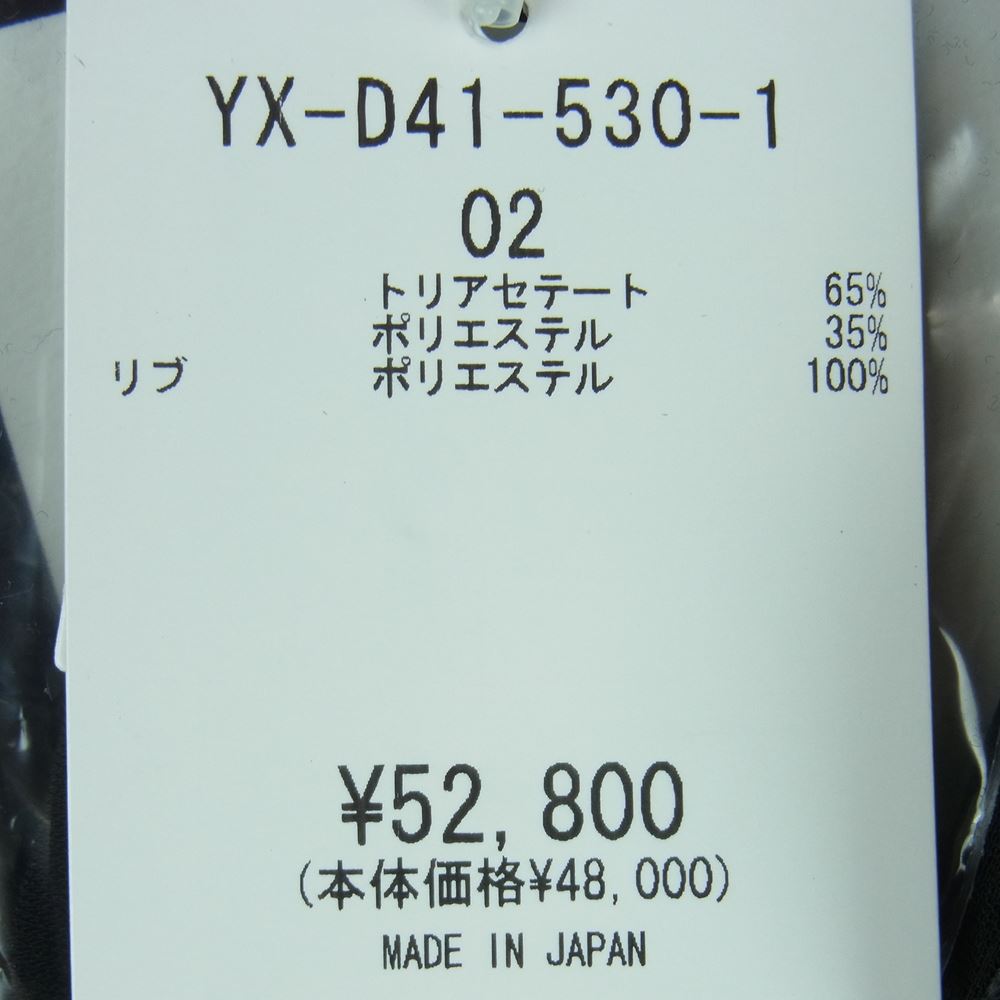 YX-D41-530-1
02
トリアセテート 65%
ポリエステル 35%
リブ ポリエステル 100%
¥52,800
(本体価格¥48,000)
MADE IN JAPAN